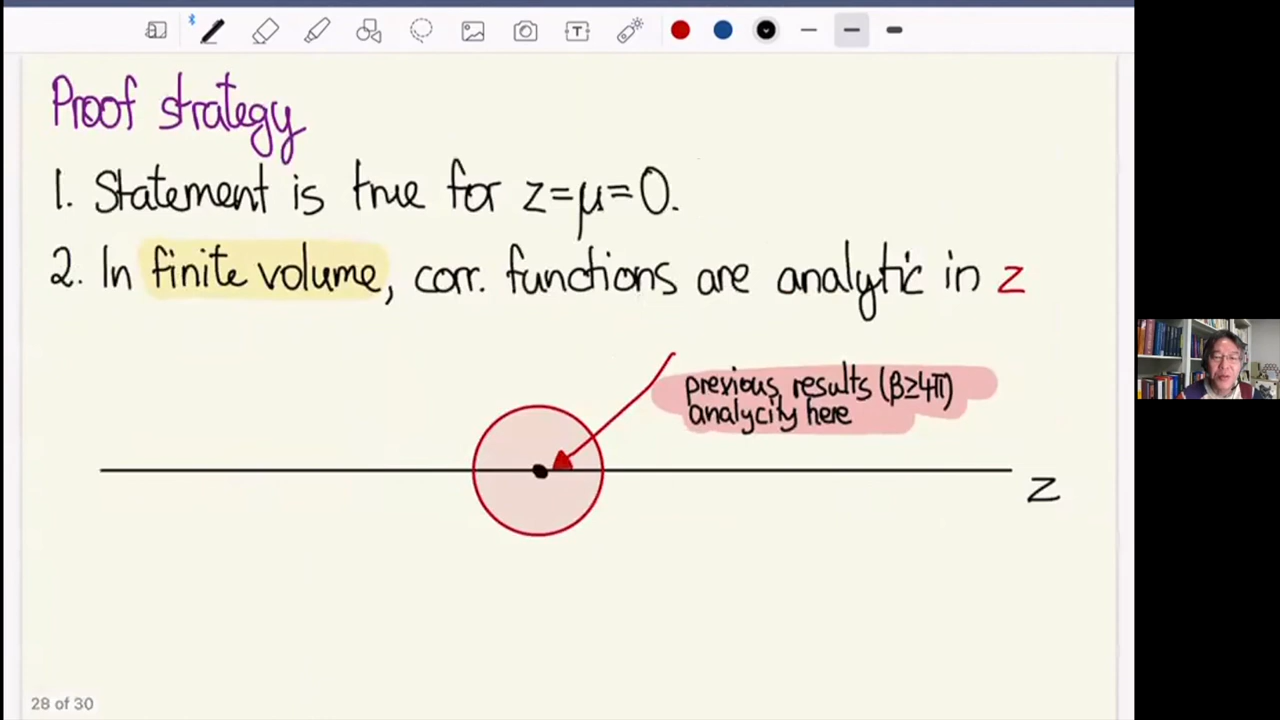 Proof strategy
1. Statement is true for z=μ=0.
2. In finite volume, corr. functions are analytic in z
previous results (β≥4π)
analycity here
z
28 of 30